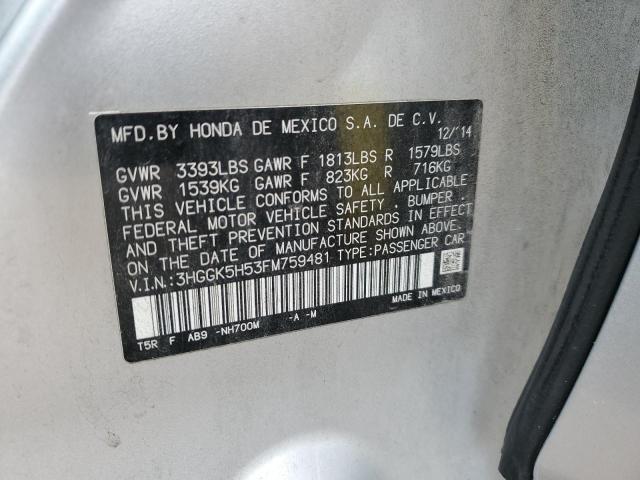 MFD.BY HONDA DE MEXICO S.A. DE C.V.
12/'14
GVWR 3393LBS GAWR F 1813LBS R 1579LBS
GVWR 1539KG GAWR F 823KG R 716KG
THIS VEHICLE CONFORMS TO ALL APPLICABLE
FEDERAL MOTOR VEHICLE SAFETY . BUMPER .
AND THEFT PREVENTION STANDARDS IN EFFECT
ON THE DATE OF MANUFACTURE SHOWN ABOVE.
V.I.N.:3HGGK5H53FM759481 TYPE:PASSENGER CAR
MADE IN MEXICO
T5R F AB9 -NH700M -A -M